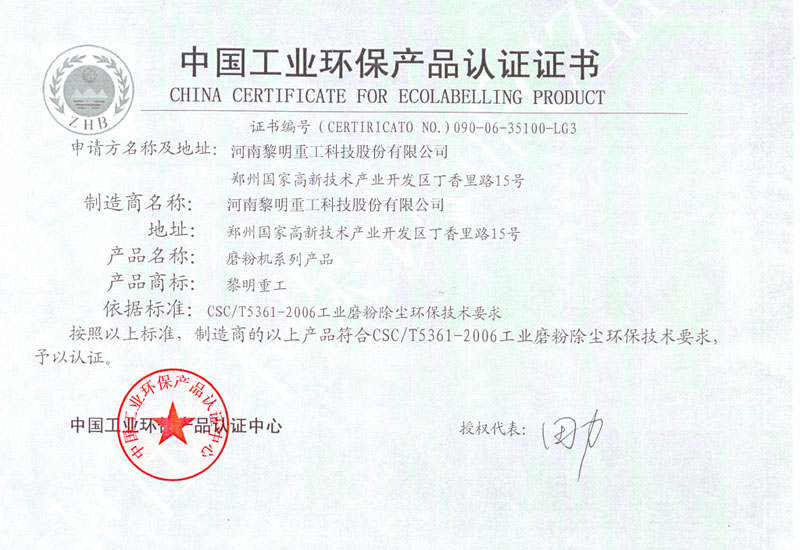 中国工业环保产品认证证书
CHINA CERTIFICATE FOR ECOLABELLING PRODUCT
ZHB
证书编号 (CERTIRICATO NO.) 090-06-35100-LG3
申请方名称及地址: 河南黎明重工科技股份有限公司
郑州国家高新技术产业开发区丁香里路15号
制造商名称: 河南黎明重工科技股份有限公司
地址: 郑州国家高新技术产业开发区丁香里路15号
产品名称: 磨粉机系列产品
产品商标: 黎明重工
依据标准: CSC/T5361-2006工业磨粉除尘环保技术要求
按照以上标准, 制造商的以上产品符合CSC/T5361-2006工业磨粉除尘环保技术要求,
予以认证。
中国工业环保产品认证中心
中国工业环保产品认证中心
授权代表: